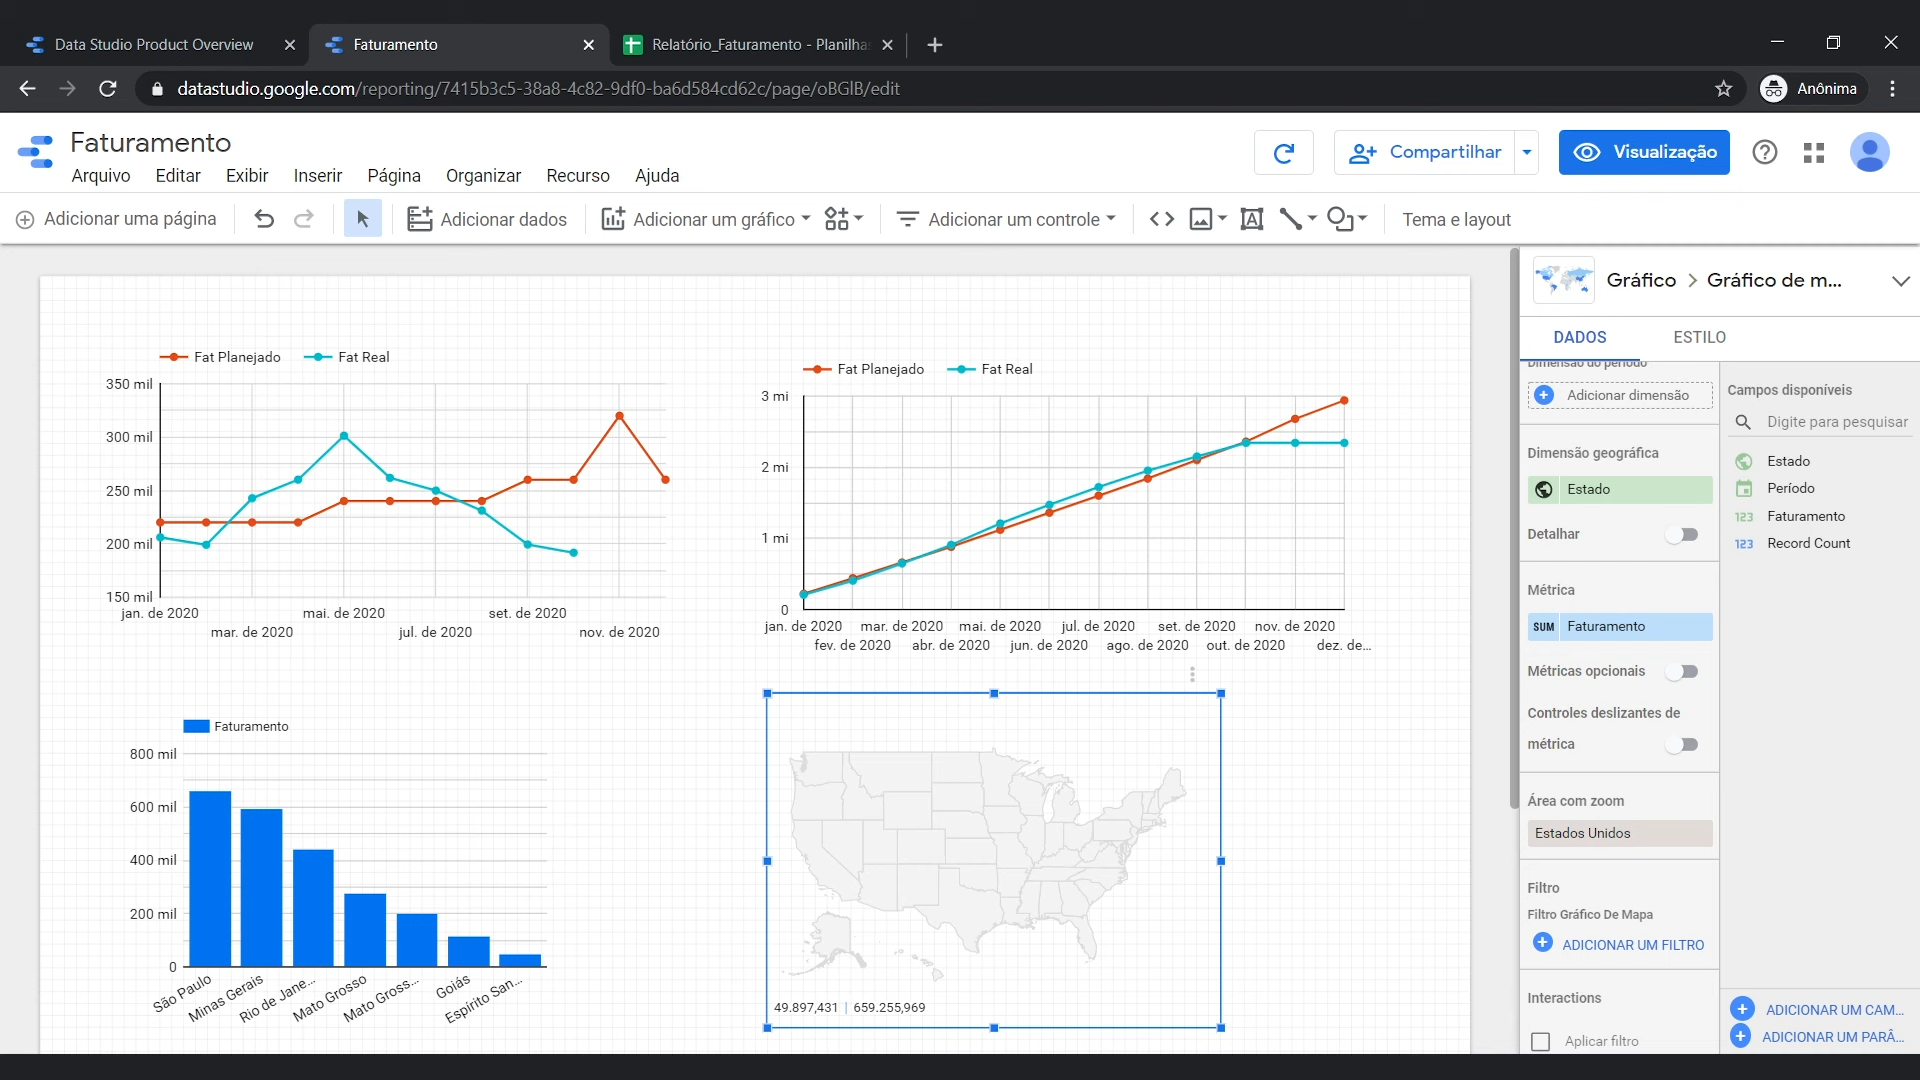 Data Studio Product Overview
Faturamento
Relatório_Faturamento - Planilhas
datastudio.google.com/reporting/7415b3c5-38a8-4c82-9df0-ba6d584cd62c/page/oBGlB/edit
Anônima
Faturamento
Arquivo Editar Exibir Inserir Página Organizar Recurso Ajuda
Compartilhar
Visualização
Adicionar uma página
Adicionar dados
Adicionar um gráfico
Adicionar um controle
Tema e layout
Fat Planejado Fat Real
350 mil
300 mil
250 mil
200 mil
150 mil
jan. de 2020 mai. de 2020 set. de 2020
mar. de 2020 jul. de 2020 nov. de 2020
Fat Planejado Fat Real
3 mi
2 mi
1 mi
0
jan. de 2020 mar. de 2020 mai. de 2020 jul. de 2020 set. de 2020 nov. de 2020
fev. de 2020 abr. de 2020 jun. de 2020 ago. de 2020 out. de 2020 dez. de...
Faturamento
800 mil
600 mil
400 mil
200 mil
0
São Paulo
Minas Gerais
Rio de Jane...
Mato Grosso
Mato Gross...
Goiás
Espírito San...
49.897,431 | 659.255,969
Gráfico > Gráfico de m...
DADOS ESTILO
Dimensão do período
Adicionar dimensão
Dimensão geográfica
Estado
Detalhar
Métrica
SUM Faturamento
Métricas opcionais
Controles deslizantes de
métrica
Área com zoom
Estados Unidos
Filtro
Filtro Gráfico De Mapa
ADICIONAR UM FILTRO
Interactions
Aplicar filtro
Campos disponíveis
Digite para pesquisar
Estado
Período
123 Faturamento
123 Record Count
ADICIONAR UM CAM...
ADICIONAR UM PARÂ...